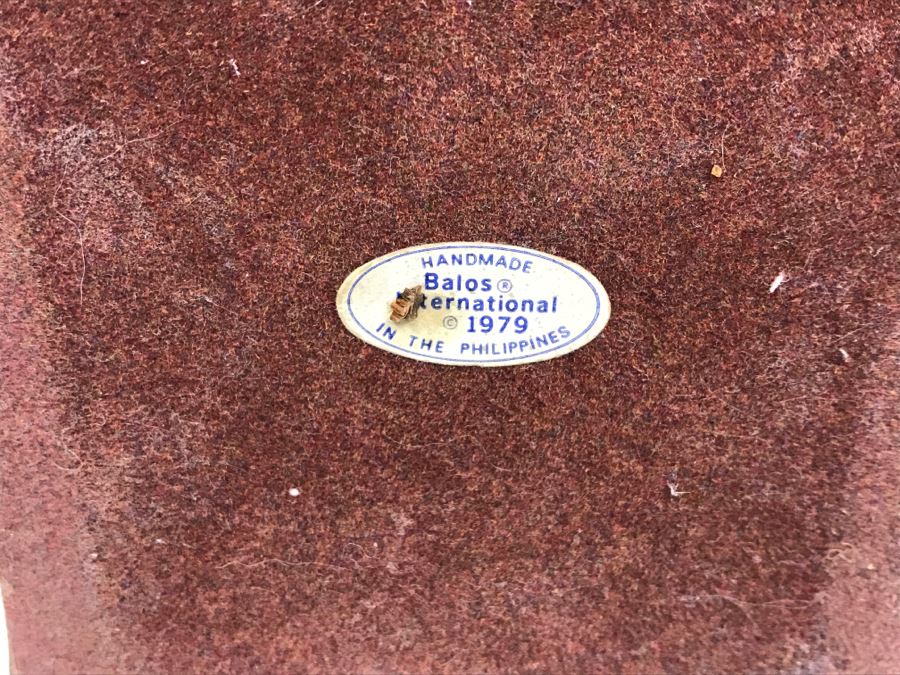 HANDMADE
Balos®
ternational
© 1979
IN THE PHILIPPINES